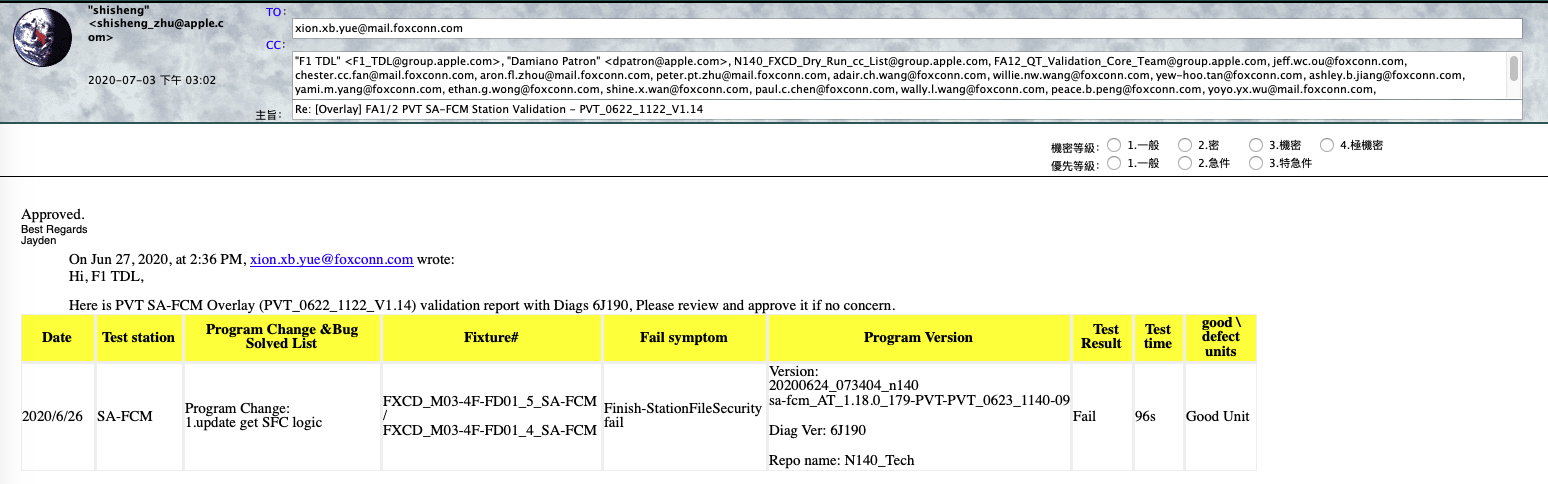 "shisheng"
<shisheng_zhu@apple.c
om>
2020-07-03 下午 03:02
TO:
xion.xb.yue@mail.foxconn.com
CC:
"F1 TDL" <F1_TDL@group.apple.com>, "Damiano Patron" <dpatron@apple.com>, N140_FXCD_Dry_Run_cc_List@group.apple.com, FA12_QT_Validation_Core_Team@group.apple.com, jeff.wc.ou@foxconn.com,
chester.cc.fan@mail.foxconn.com, aron.fl.zhou@mail.foxconn.com, peter.pt.zhu@mail.foxconn.com, adair.ch.wang@foxconn.com, willie.nw.wang@foxconn.com, yew-hoo.tan@foxconn.com, ashley.b.jiang@foxconn.com,
yami.m.yang@foxconn.com, ethan.g.wong@foxconn.com, shine.x.wan@foxconn.com, paul.c.chen@foxconn.com, wally.l.wang@foxconn.com, peace.b.peng@foxconn.com, yoyo.yx.wu@mail.foxconn.com,
主旨:
Re: [Overlay] FA1/2 PVT SA-FCM Station Validation - PVT_0622_1122_V1.14
機密等級: 1.一般 2.密 3.機密 4.極機密
優先等級: 1.一般 2.急件 3.特急件
Approved.
Best Regards
Jayden
On Jun 27, 2020, at 2:36 PM, xion.xb.yue@foxconn.com wrote:
Hi, F1 TDL,
Here is PVT SA-FCM Overlay (PVT_0622_1122_V1.14) validation report with Diags 6J190, Please review and approve it if no concern.
Date
Test station
Program Change &Bug
Solved List
Fixture#
Fail symptom
Program Version
Test
Result
Test
time
good \
defect
units
2020/6/26
SA-FCM
Program Change:
1.update get SFC logic
FXCD_M03-4F-FD01_5_SA-FCM
/
FXCD_M03-4F-FD01_4_SA-FCM
Finish-StationFileSecurity
fail
Version:
20200624_073404_n140
sa-fcm_AT_1.18.0_179-PVT-PVT_0623_1140-09
Diag Ver: 6J190
Repo name: N140_Tech
Fail
96s
Good Unit